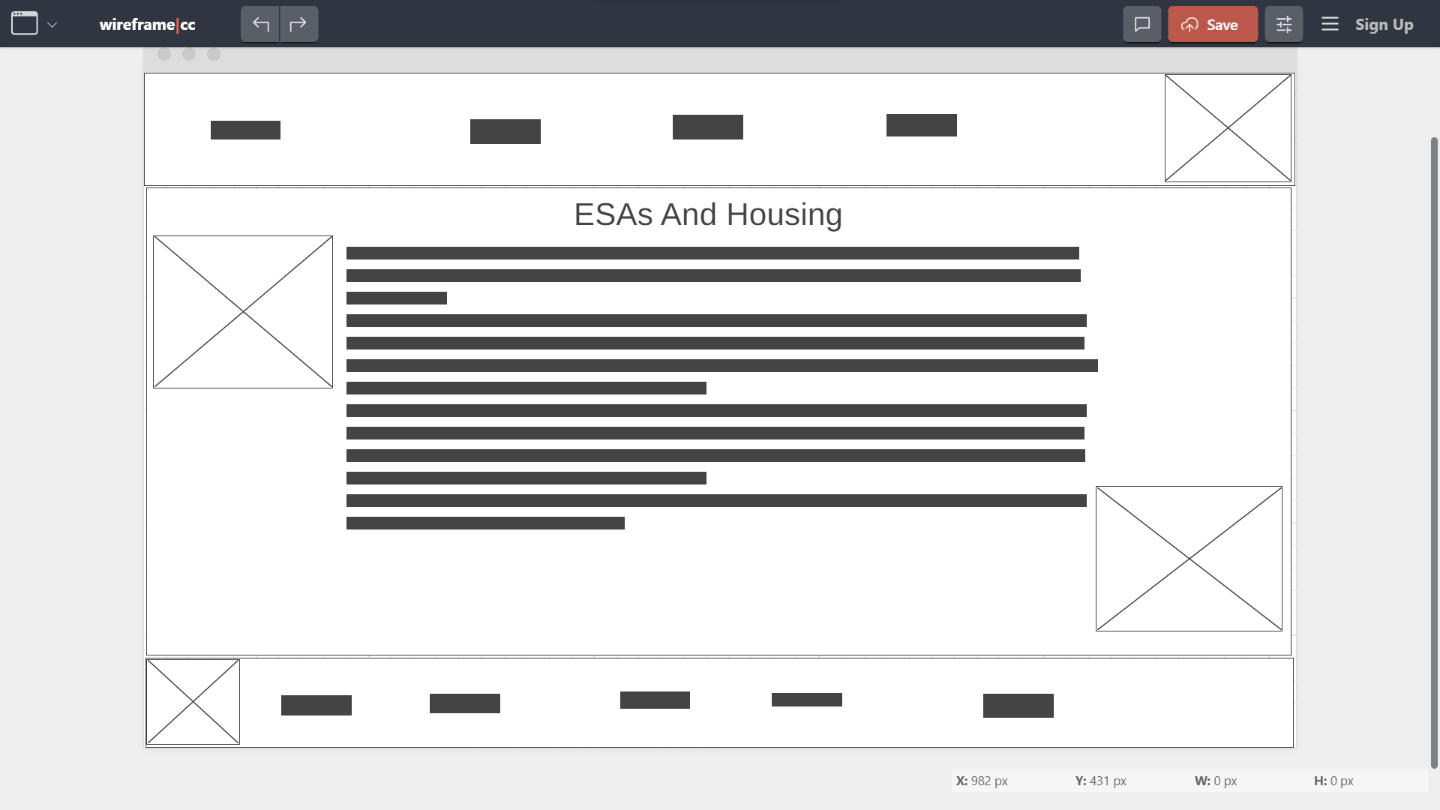 wireframe|cc
Save
Sign Up
ESAs And Housing
X: 982 px Y: 431 px W: 0 px H: 0 px